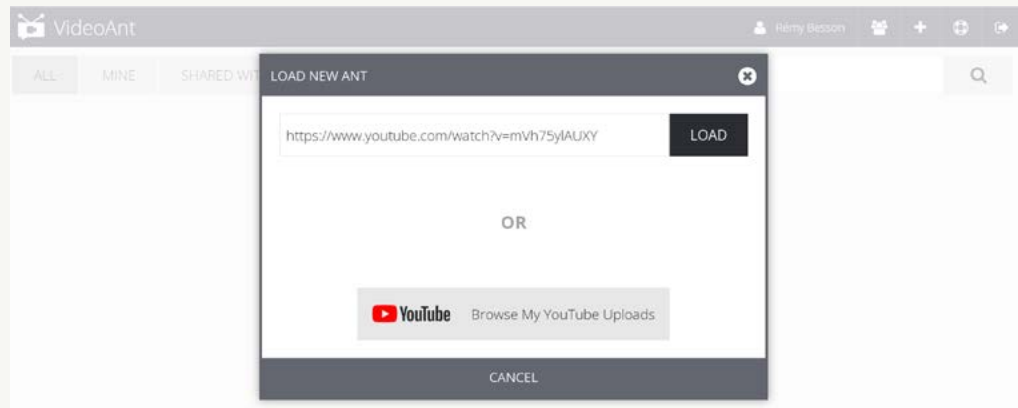 VideoAnt
Rémy Besson
ALL MINE SHARED WIT
LOAD NEW ANT
https://www.youtube.com/watch?v=mVh75ylAUXY
LOAD
OR
YouTube Browse My YouTube Uploads
CANCEL